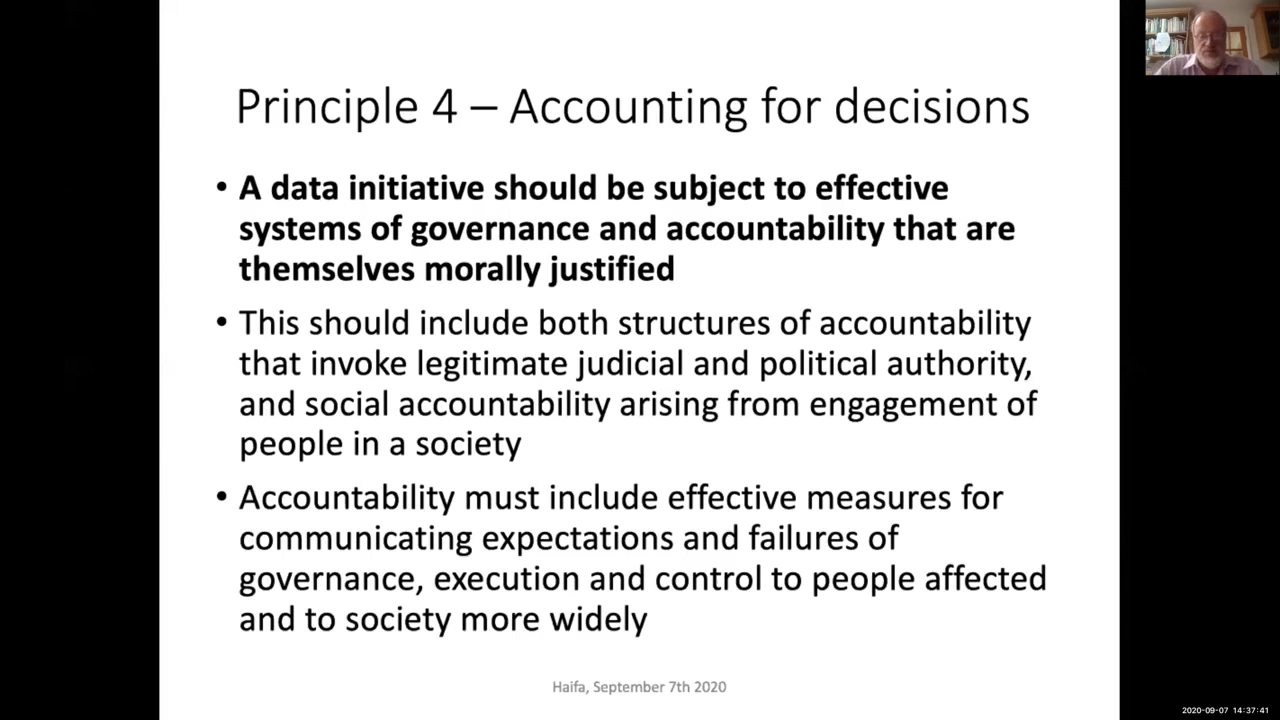 Principle 4 – Accounting for decisions
• A data initiative should be subject to effective
systems of governance and accountability that are
themselves morally justified
• This should include both structures of accountability
that invoke legitimate judicial and political authority,
and social accountability arising from engagement of
people in a society
• Accountability must include effective measures for
communicating expectations and failures of
governance, execution and control to people affected
and to society more widely
Haifa, September 7th 2020
2020-09-07 14:37:41